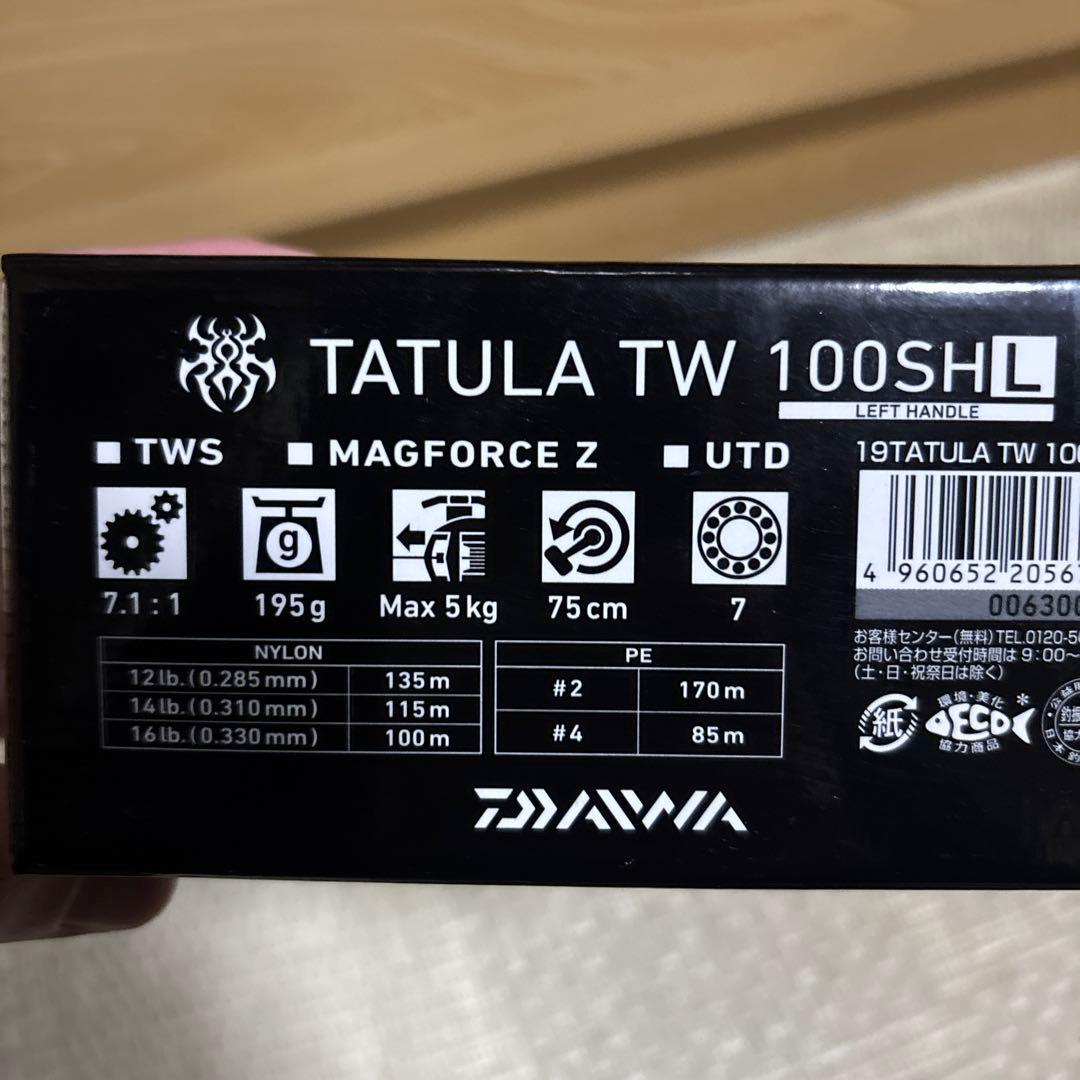 TATULA TW 100SH L
LEFT HANDLE
■ TWS ■ MAGFORCE Z ■ UTD
g
7.1 : 1 195g Max 5kg 75cm 7
NYLON
12lb.(0.285mm) 135m
14lb.(0.310mm) 115m
16lb.(0.330mm) 100m
PE
#2 170m
#4 85m
DAIWA
19TATULA TW 10
4 960652 2056
00630
お客様センター(無料)TEL.0120-5
お問い合わせ受付時間は 9:00〜
(土・日・祝祭日は除く)
紙
環境・美化
ECO
協力商品